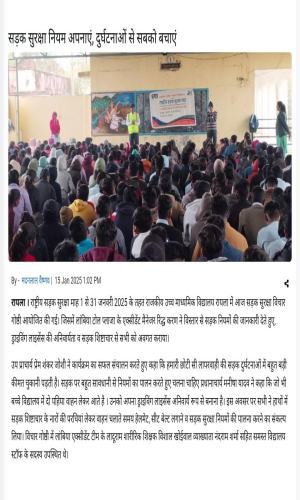 सड़क सुरक्षा नियम अपनाएं, दुर्घटनाओं से सबको बचाएं
By - मदनलाल वैष्णव | 15 Jan 2025 1:02 PM
रायला । राष्ट्रीय सड़क सुरक्षा माह 1 से 31 जनवरी 2025 के तहत राजकीय उच्च माध्यमिक विद्यालय रायला में आज सड़क सुरक्षा विचार
गोष्ठी आयोजित की गई। जिसमें लांबिया टोल प्लाजा के एक्सीडेंट मैनेजर रिद्ध करण ने विस्तार से सड़क नियमों की जानकारी देते हुए,
ड्राइविंग लाइसेंस की अनिवार्यता व सड़क शिष्टाचार से सभी को अवगत कराया।
उप प्राचार्य प्रेम शंकर जोशी ने कार्यक्रम का सफल संचालन करते हुए कहा कि हमारी छोटी सी लापरवाही की सड़क दुर्घटनाओं में बहुत बड़ी
कीमत चुकानी पड़ती है। सड़क पर बहुत सावधानी से नियमों का पालन करते हुए चलना चाहिए प्रधानाचार्य मनीषा यादव ने कहा कि जो भी
बच्चे विद्यालय में दो पहिया वाहन लेकर आते है । उनको अपना ड्राइविंग लाइसेंस अनिवार्य रूप से बनाना है। इस अवसर पर सभी ने हाथों में
सड़क शिष्टाचार के नारों की परचियां लेकर वाहन चलाते समय हेलमेट, सीट बेल्ट लगाने व सड़क सुरक्षा नियमों की पालना करने का संकल्प
लिया। विचार गोष्ठी में लांबिया एक्सीडेंट टीम के लादूराम शारीरिक शिक्षक विशाल खोईवाल व्याख्याता नंदराम शर्मा सहित समस्त विद्यालय
स्टॉफ के सदस्य उपस्थित थे।